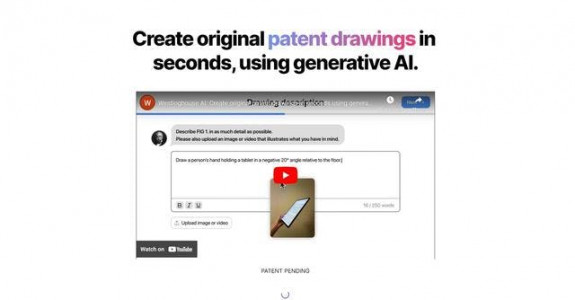 Create original patent drawings in
seconds, using generative AI.
W
Drawing description
Describe FIG 1. in as much detail as possible.
Please also upload an image or video that illustrates what you have in mind.
Draw a person's hand holding a tablet in a negative 20° angle relative to the floor.
B I U
/ 250 words
Upload image or video
Watch on YouTube
PATENT PENDING